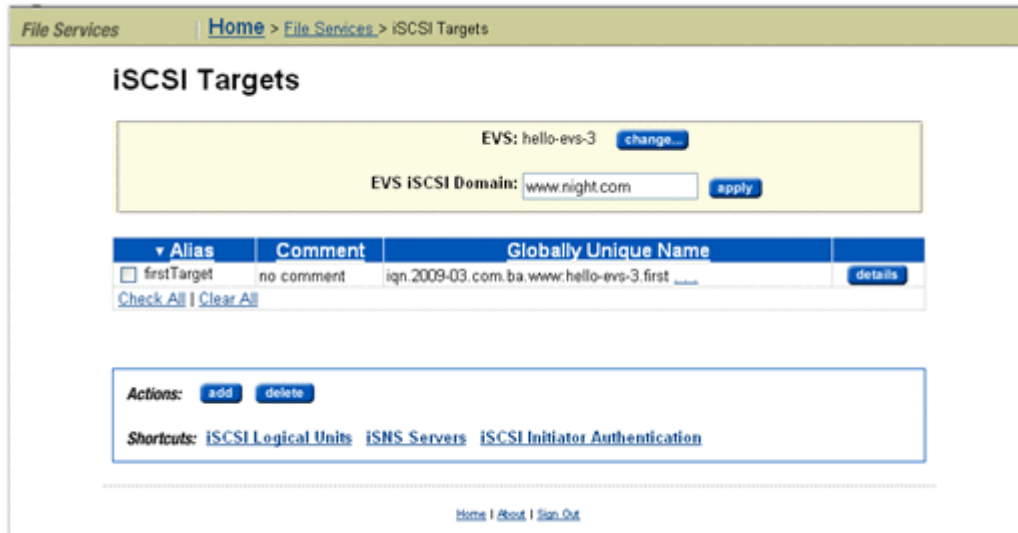 File Services | Home > File Services > iSCSI Targets
iSCSI Targets
EVS: hello-evs-3 change...
EVS iSCSI Domain: www.night.com apply
▼ Alias Comment Globally Unique Name
firstTarget no comment iqn.2009-03.com.ba.www:hello-evs-3.first ... details
Check All | Clear All
Actions: add delete
Shortcuts: iSCSI Logical Units iSNS Servers iSCSI Initiator Authentication
Home | About | Sign Out